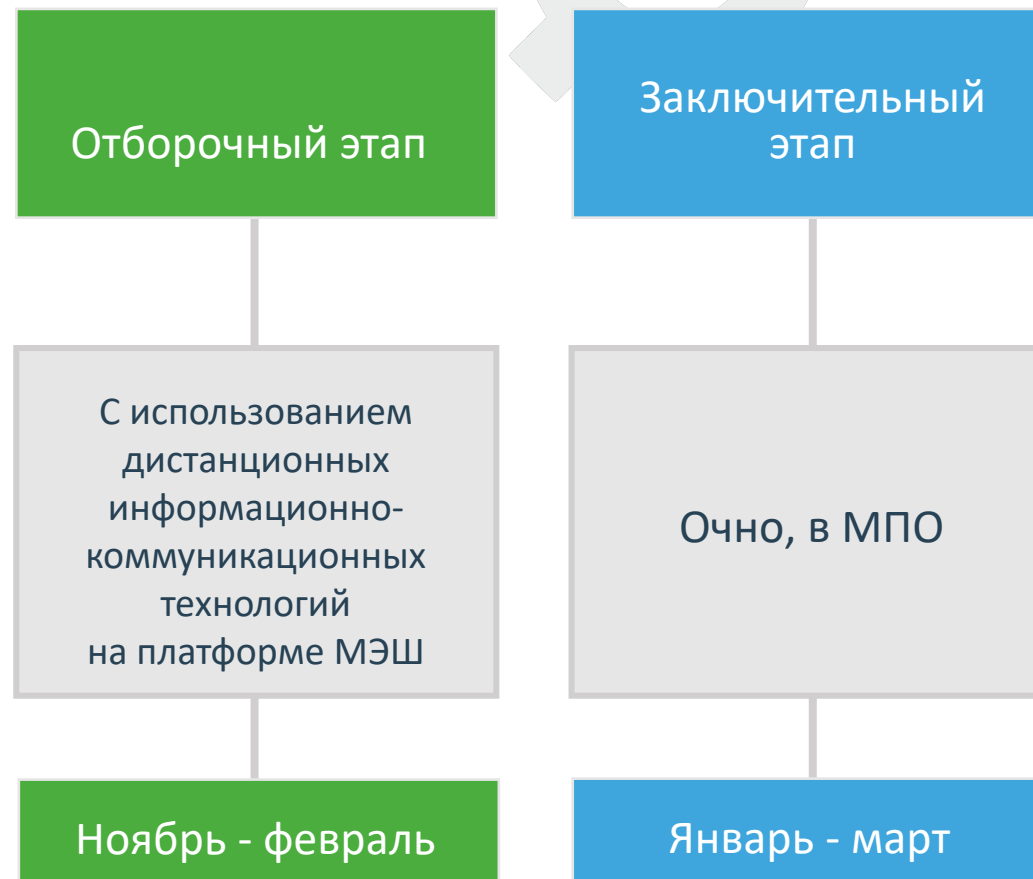 Отборочный этап
Заключительный
этап
С использованием
дистанционных
информационно-
коммуникационных
технологий
на платформе МЭШ
Очно, в МПО
Ноябрь - февраль
Январь - март